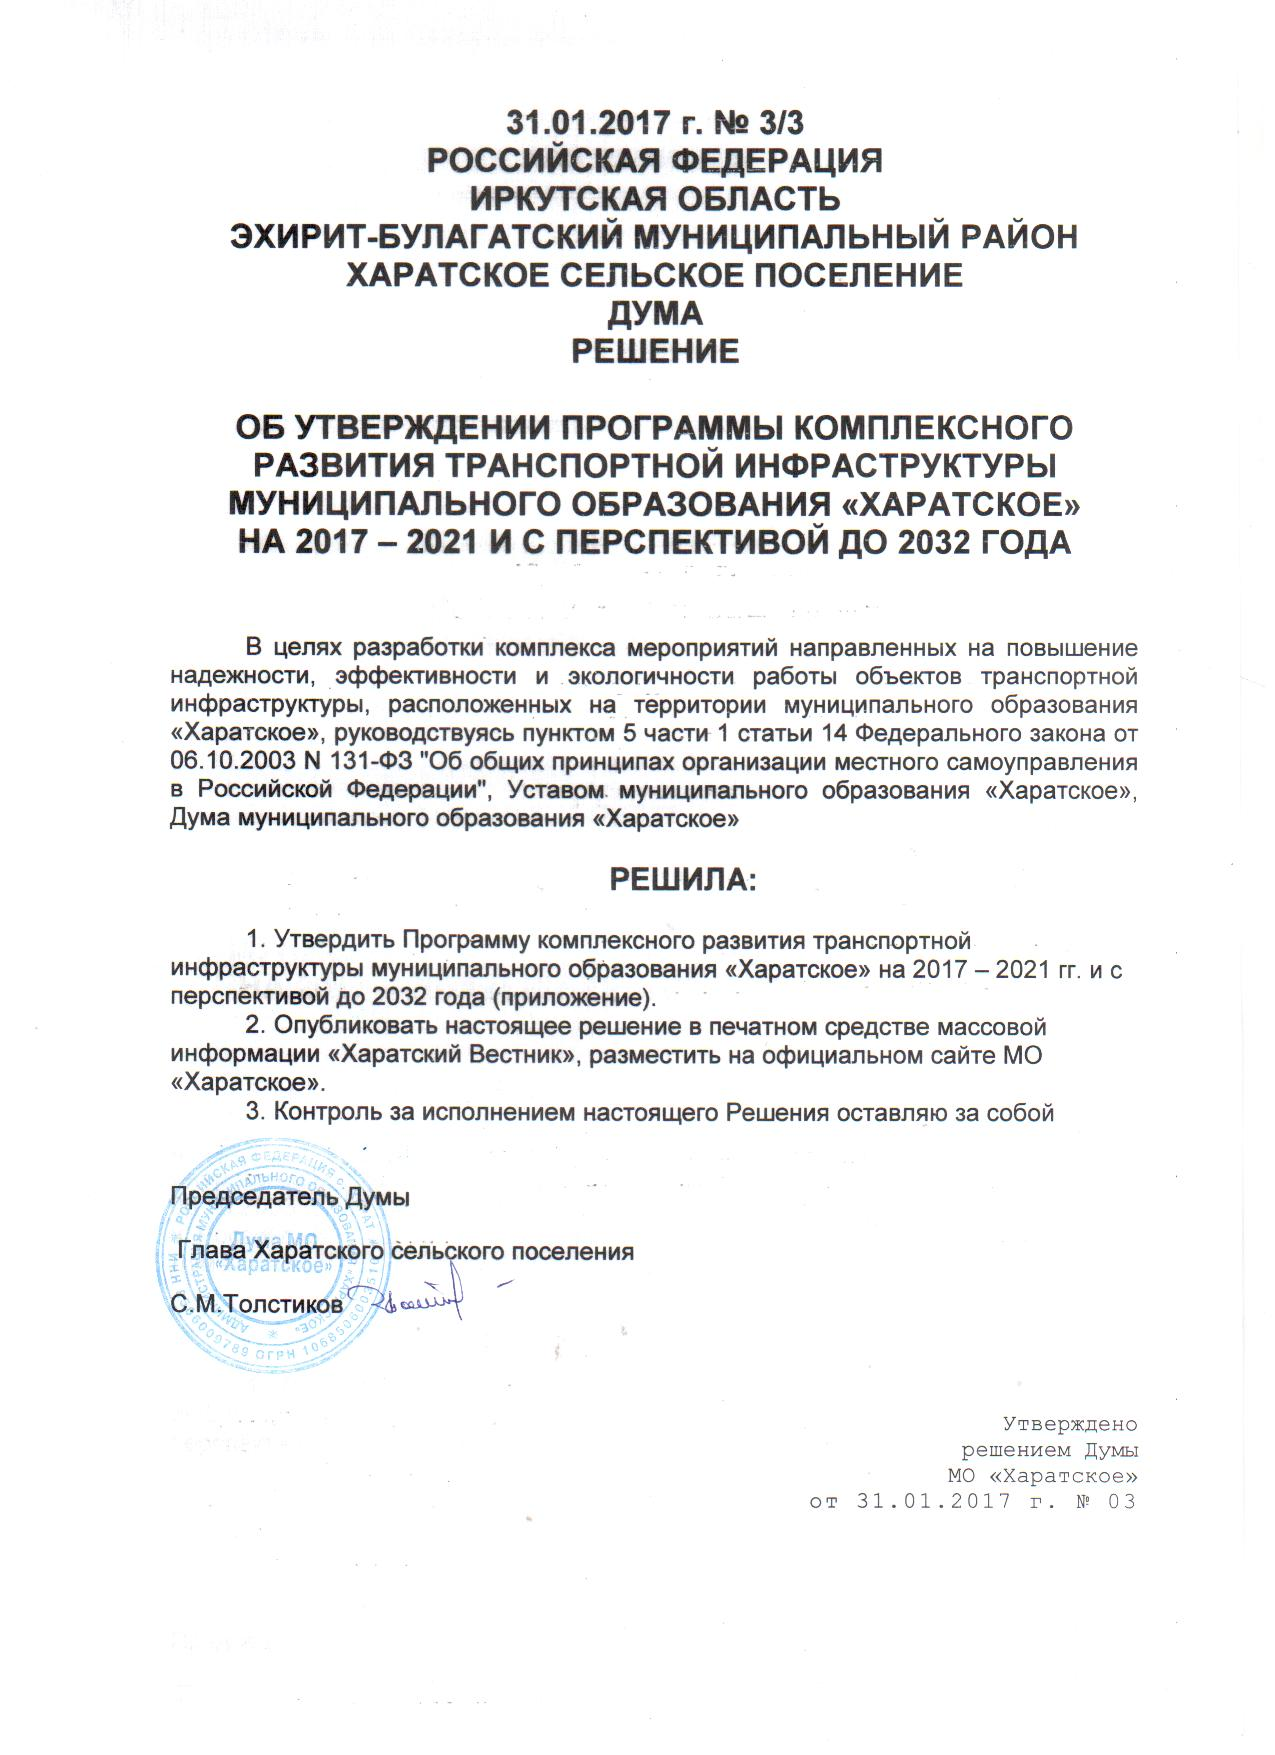 31.01.2017 г. № 3/3
РОССИЙСКАЯ ФЕДЕРАЦИЯ
ИРКУТСКАЯ ОБЛАСТЬ
ЭХИРИТ-БУЛАГАТСКИЙ МУНИЦИПАЛЬНЫЙ РАЙОН
ХАРАТСКОЕ СЕЛЬСКОЕ ПОСЕЛЕНИЕ
ДУМА
РЕШЕНИЕ
ОБ УТВЕРЖДЕНИИ ПРОГРАММЫ КОМПЛЕКСНОГО
РАЗВИТИЯ ТРАНСПОРТНОЙ ИНФРАСТРУКТУРЫ
МУНИЦИПАЛЬНОГО ОБРАЗОВАНИЯ «ХАРАТСКОЕ»
НА 2017 – 2021 И С ПЕРСПЕКТИВОЙ ДО 2032 ГОДА
В целях разработки комплекса мероприятий направленных на повышение
надежности, эффективности и экологичности работы объектов транспортной
инфраструктуры, расположенных на территории муниципального образования
«Харатское», руководствуясь пунктом 5 части 1 статьи 14 Федерального закона от
06.10.2003 N 131-ФЗ "Об общих принципах организации местного самоуправления
в Российской Федерации", Уставом муниципального образования «Харатское»,
Дума муниципального образования «Харатское»
РЕШИЛА:
1. Утвердить Программу комплексного развития транспортной
инфраструктуры муниципального образования «Харатское» на 2017 – 2021 гг. и с
перспективой до 2032 года (приложение).
2. Опубликовать настоящее решение в печатном средстве массовой
информации «Харатский Вестник», разместить на официальном сайте МО
«Харатское».
3. Контроль за исполнением настоящего Решения оставляю за собой
Председатель Думы
Глава Харатского сельского поселения
С.М.Толстиков
Дума МО
«Харатское»
РОССИЙСКАЯ ФЕДЕРАЦИЯ
Утверждено
решением Думы
МО «Харатское»
от 31.01.2017 г. № 03